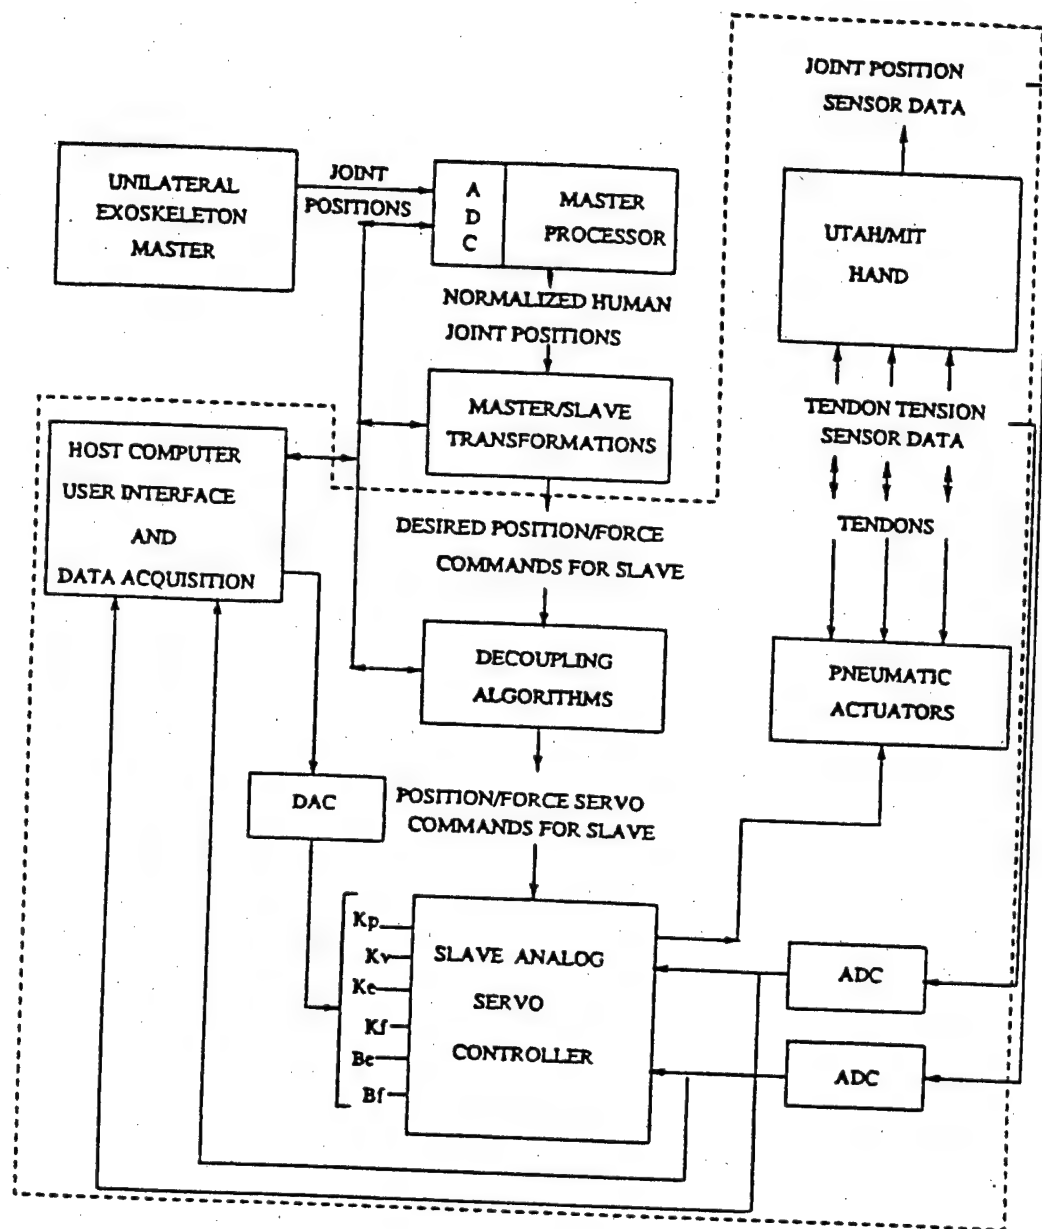 JOINT POSITION
SENSOR DATA
UNILATERAL
EXOSKELETON
MASTER
JOINT
POSITIONS
A
D
C
MASTER
PROCESSOR
UTAH/MIT
HAND
NORMALIZED HUMAN
JOINT POSITIONS
MASTER/SLAVE
TRANSFORMATIONS
TENDON TENSION
SENSOR DATA
HOST COMPUTER
USER INTERFACE
AND
DATA ACQUISITION
DESIRED POSITION/FORCE
COMMANDS FOR SLAVE
TENDONS
DECOUPLING
ALGORITHMS
PNEUMATIC
ACTUATORS
DAC
POSITION/FORCE SERVO
COMMANDS FOR SLAVE
Kp
Kv
Ke
Kf
Be
Bf
SLAVE ANALOG
SERVO
CONTROLLER
ADC
ADC